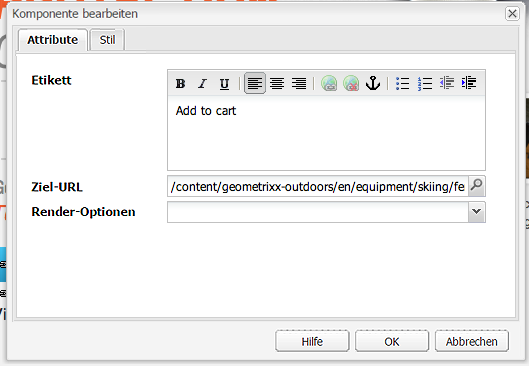 Komponente bearbeiten
Attribute Stil
Etikett
B I U
Add to cart
Ziel-URL /content/geometrixx-outdoors/en/equipment/skiing/fe
Render-Optionen
Hilfe OK Abbrechen